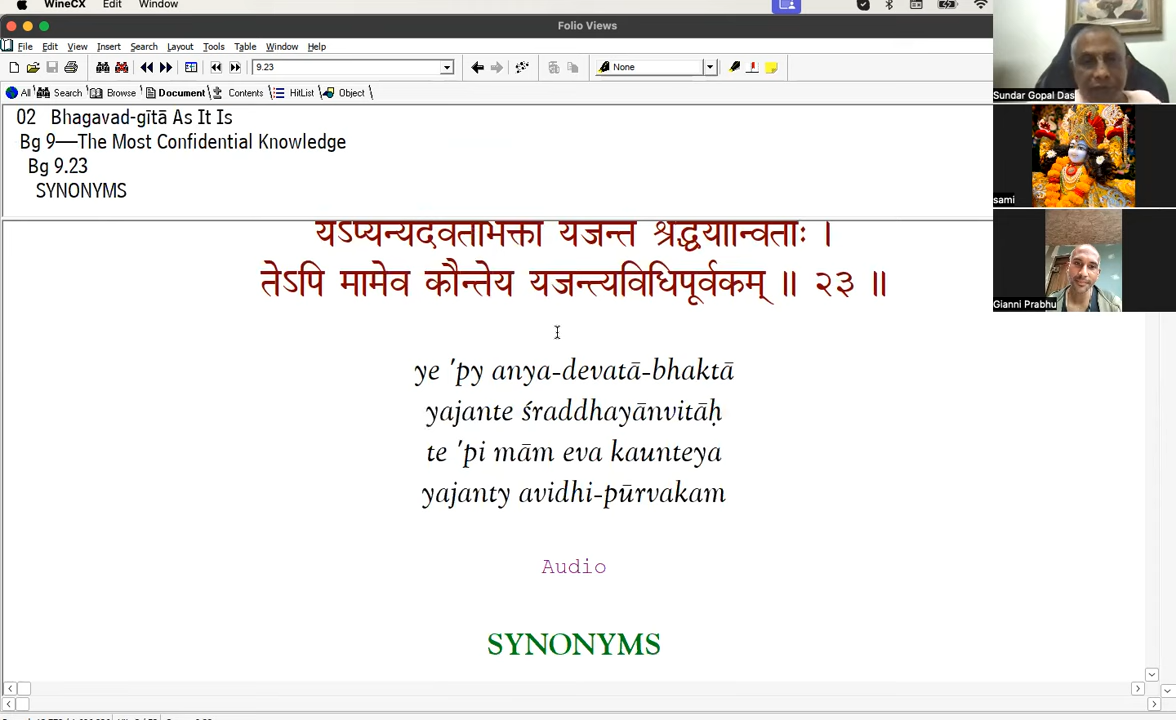 WineCX Edit Window
Folio Views
File Edit View Insert Search Layout Tools Table Window Help
9.23
None
All Search Browse Document Contents HitList Object
02 Bhagavad-gītā As It Is
Bg 9—The Most Confidential Knowledge
Bg 9.23
SYNONYMS
येऽप्यन्यदेवताभक्ता यजन्ते श्रद्धयान्विताः ।
तेऽपि मामेव कौन्तेय यजन्त्यविधिपूर्वकम् ॥ २३ ॥
ye 'py anya-devatā-bhaktā
yajante śraddhayānvitāḥ
te 'pi mām eva kaunteya
yajanty avidhi-pūrvakam
Audio
SYNONYMS
Sundar Gopal Das
sami
Gianni Prabhu